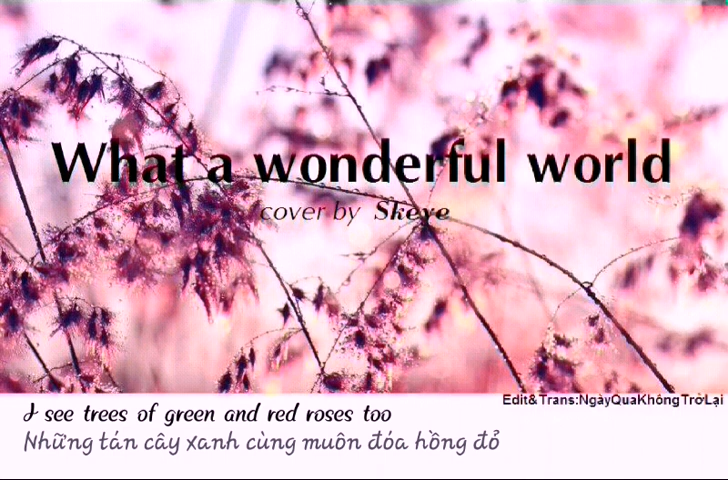 What a wonderful world
cover by Skeye
Edit&Trans:NgàyQuaKhôngTrởLại
I see trees of green and red roses too
Những tán cây xanh cùng muôn đóa hồng đỏ